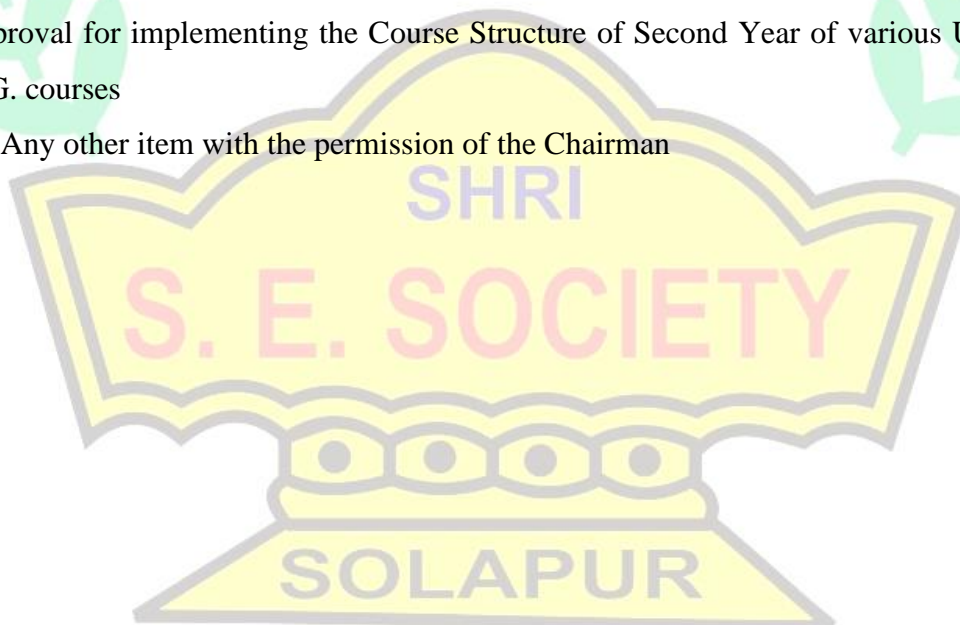 proval for implementing the Course Structure of Second Year of various U
G. courses
Any other item with the permission of the Chairman
SHRI
S. E. SOCIETY
SOLAPUR